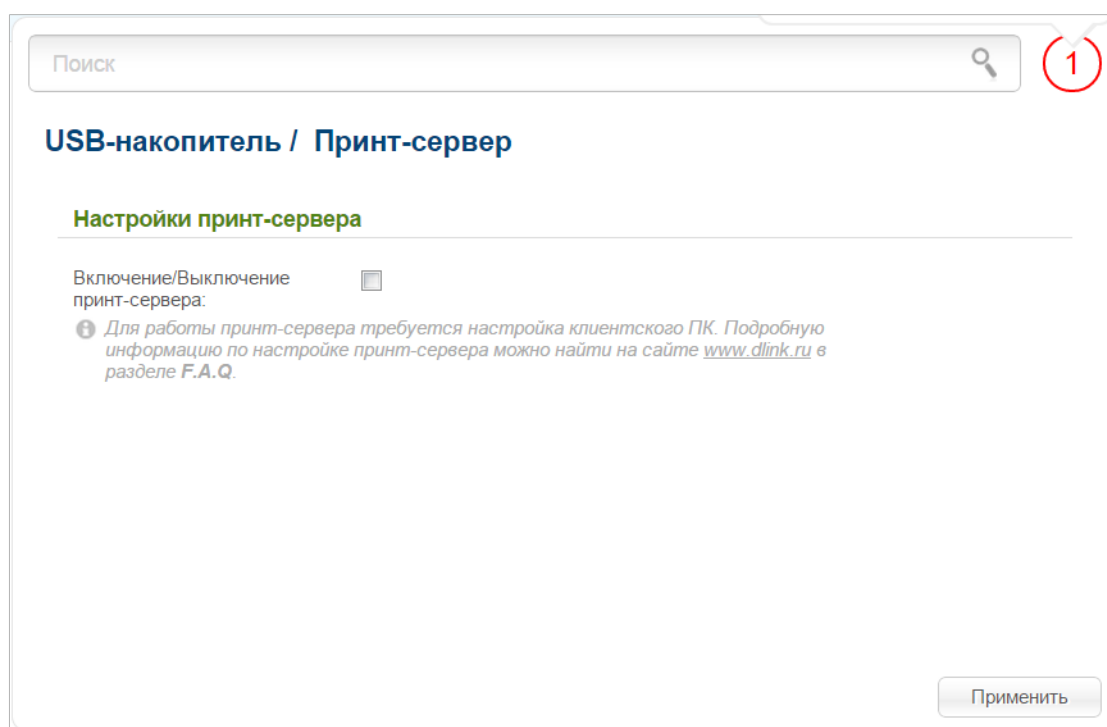 Поиск
1
USB-накопитель / Принт-сервер
Настройки принт-сервера
Включение/Выключение
принт-сервера:
Для работы принт-сервера требуется настройка клиентского ПК. Подробную
информацию по настройке принт-сервера можно найти на сайте www.dlink.ru в
разделе F.A.Q.
Применить